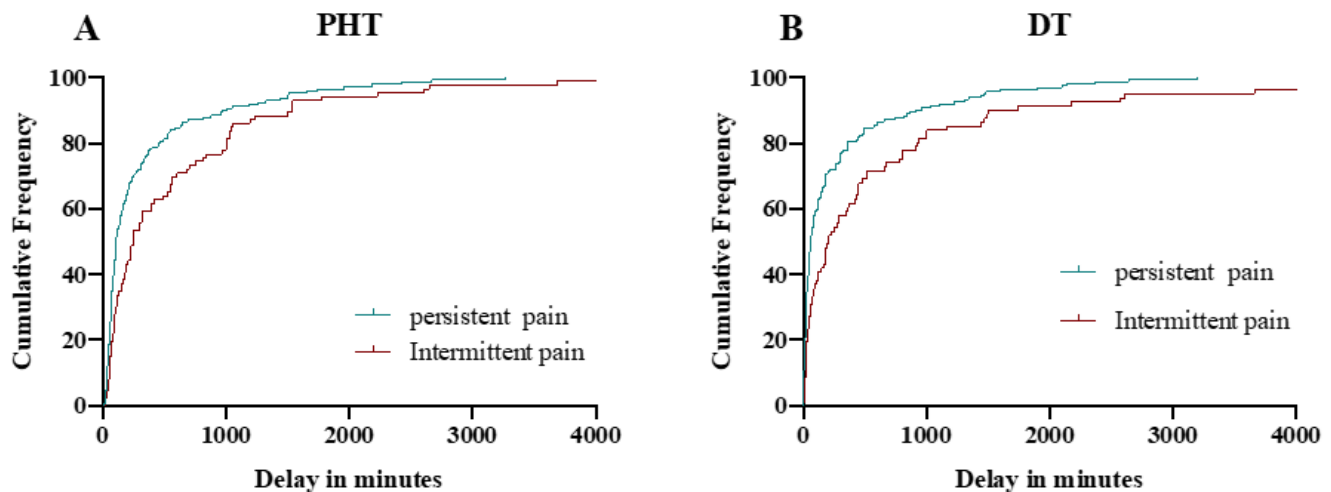 A PHT
Cumulative Frequency
100
80
60
40
20
0
0 1000 2000 3000 4000
Delay in minutes
persistent pain
Intermittent pain
B DT
Cumulative Frequency
100
80
60
40
20
0
0 1000 2000 3000 4000
Delay in minutes
persistent pain
Intermittent pain